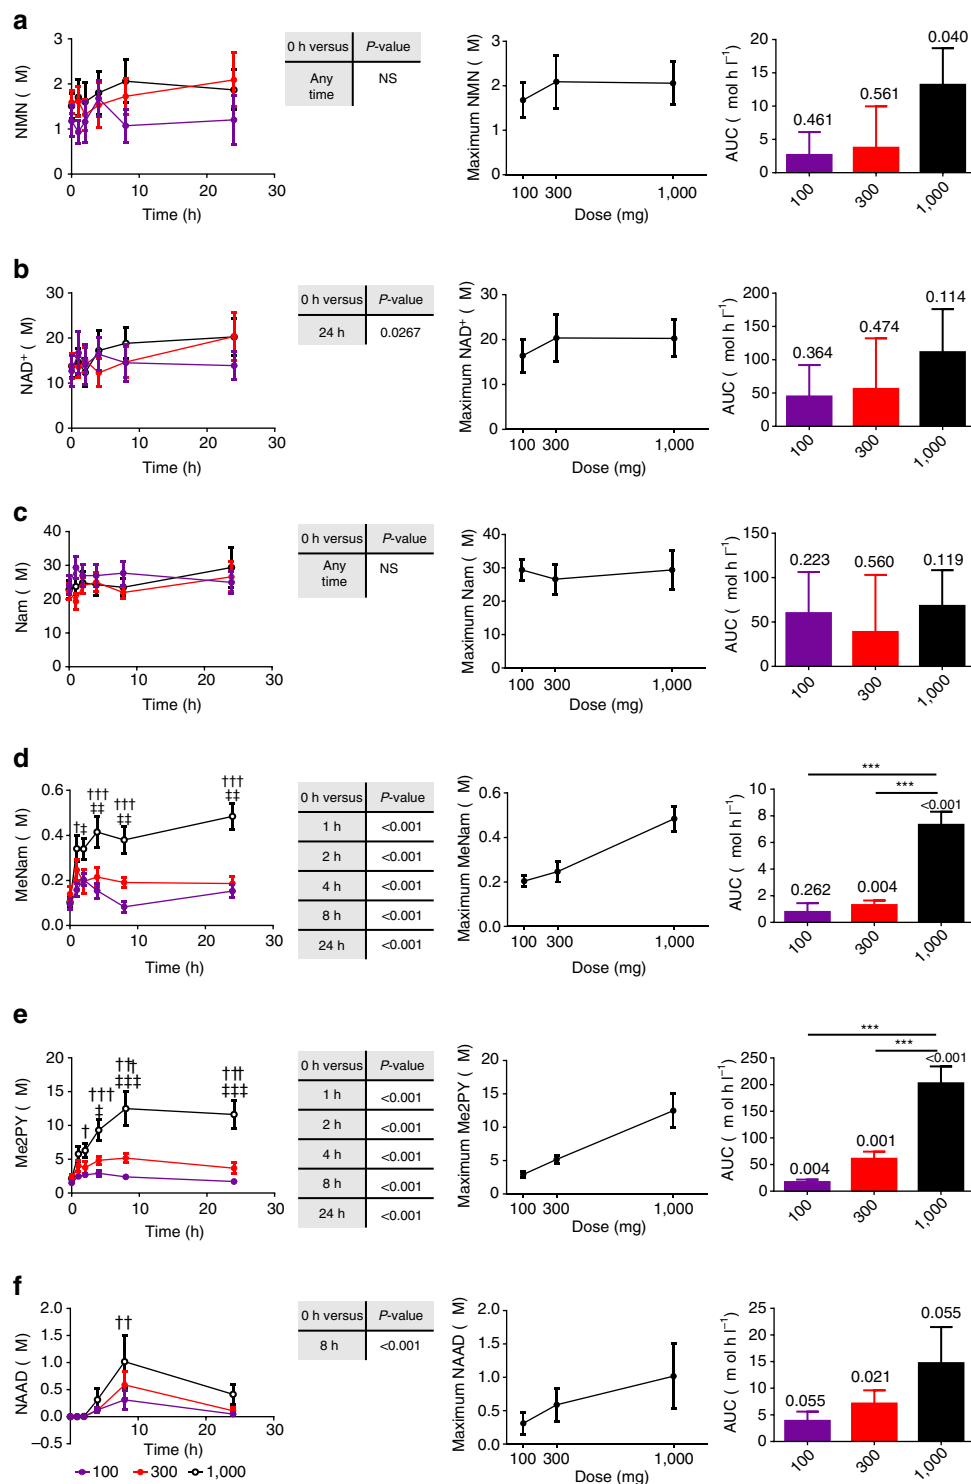 a
NMN ( M)
3
2
1
0
0 10 20 30
Time (h)
0 h versus P-value
Any time NS
Maximum NMN ( M)
3
2
1
0
100 300 1,000
Dose (mg)
AUC ( mol h l⁻¹)
20
15
10
5
0
0.461 0.561 0.040
100 300 1,000
b
NAD⁺ ( M)
30
20
10
0
0 10 20 30
Time (h)
0 h versus P-value
24 h 0.0267
Maximum NAD⁺ ( M)
30
20
10
0
100 300 1,000
Dose (mg)
AUC ( mol h l⁻¹)
200
150
100
50
0
0.364 0.474 0.114
100 300 1,000
c
Nam ( M)
40
30
20
10
0
0 10 20 30
Time (h)
0 h versus P-value
Any time NS
Maximum Nam ( M)
40
30
20
10
0
100 300 1,000
Dose (mg)
AUC ( mol h l⁻¹)
150
100
50
0
0.223 0.560 0.119
100 300 1,000
d
MeNam ( M)
0.6
0.4
0.2
0.0
††† ††† †††
†‡ ‡‡ ‡‡ ‡‡
0 10 20 30
Time (h)
0 h versus P-value
1 h <0.001
2 h <0.001
4 h <0.001
8 h <0.001
24 h <0.001
Maximum MeNam ( M)
0.6
0.4
0.2
0.0
100 300 1,000
Dose (mg)
AUC ( mol h l⁻¹)
8
6
4
2
0
***
***
0.262 0.004 <0.001
100 300 1,000
e
Me2PY ( M)
20
15
10
5
0
† ††† ††† †††
‡ ‡‡‡ ‡‡‡
0 10 20 30
Time (h)
0 h versus P-value
1 h <0.001
2 h <0.001
4 h <0.001
8 h <0.001
24 h <0.001
Maximum Me2PY ( M)
20
15
10
5
0
100 300 1,000
Dose (mg)
AUC ( m ol h l⁻¹)
250
200
150
100
50
0
***
***
0.004 0.001 <0.001
100 300 1,000
f
NAAD ( M)
2.0
1.5
1.0
0.5
0.0
−0.5
††
10 20 30
Time (h)
0 h versus P-value
8 h <0.001
Maximum NAAD ( M)
2.0
1.5
1.0
0.5
0.0
100 300 1,000
Dose (mg)
AUC ( m ol h l⁻¹)
25
20
15
10
5
0
0.055 0.021 0.055
100 300 1,000
100 300 1,000